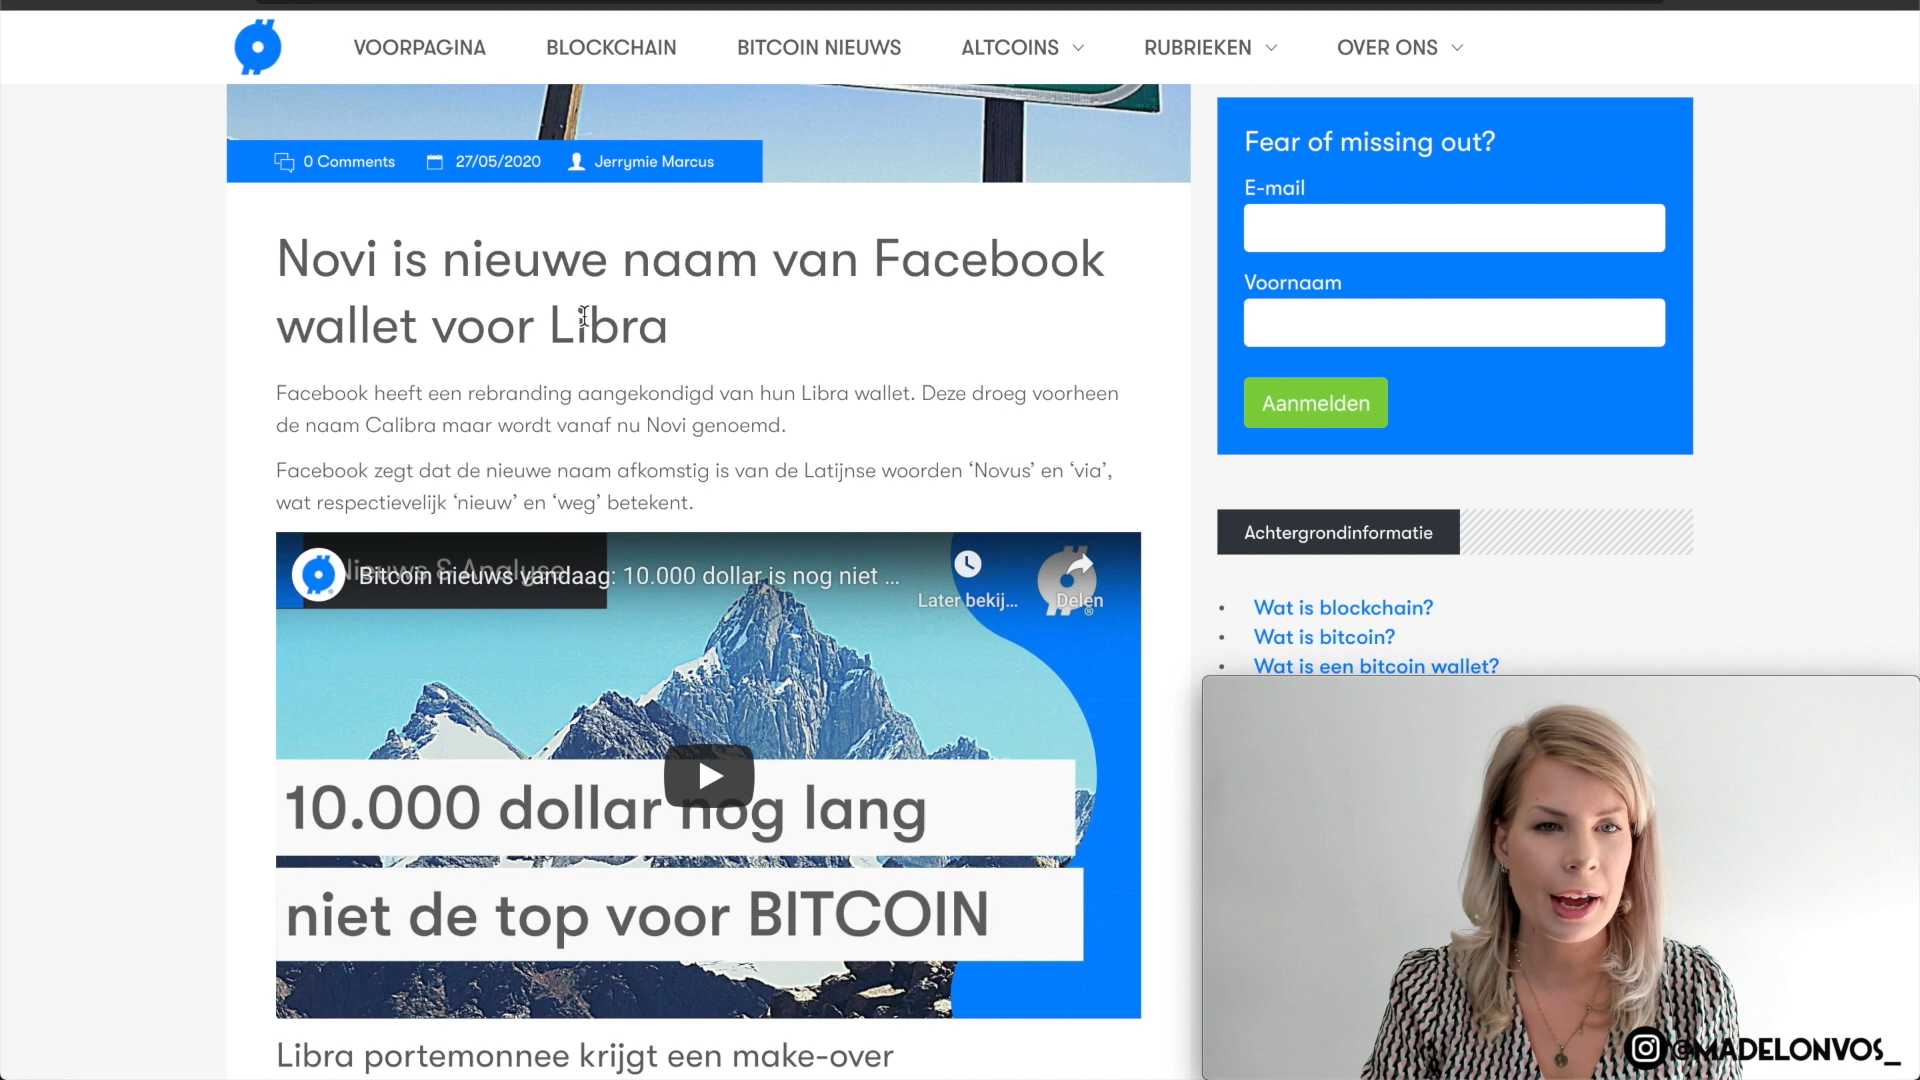 VOORPAGINA BLOCKCHAIN BITCOIN NIEUWS ALTCOINS RUBRIEKEN OVER ONS
0 Comments 27/05/2020 Jerrymie Marcus
Novi is nieuwe naam van Facebook
wallet voor Libra
Facebook heeft een rebranding aangekondigd van hun Libra wallet. Deze droeg voorheen
de naam Calibra maar wordt vanaf nu Novi genoemd.
Facebook zegt dat de nieuwe naam afkomstig is van de Latijnse woorden ‘Novus’ en ‘via’,
wat respectievelijk ‘nieuw’ en ‘weg’ betekent.
Nieuws & Analyse
Bitcoin nieuws vandaag: 10.000 dollar is nog niet ...
Later bekij...
Delen
10.000 dollar nog lang
niet de top voor BITCOIN
Libra portemonnee krijgt een make-over
Fear of missing out?
E-mail
Voornaam
Aanmelden
Achtergrondinformatie
• Wat is blockchain?
• Wat is bitcoin?
• Wat is een bitcoin wallet?
@MADELONVOS_